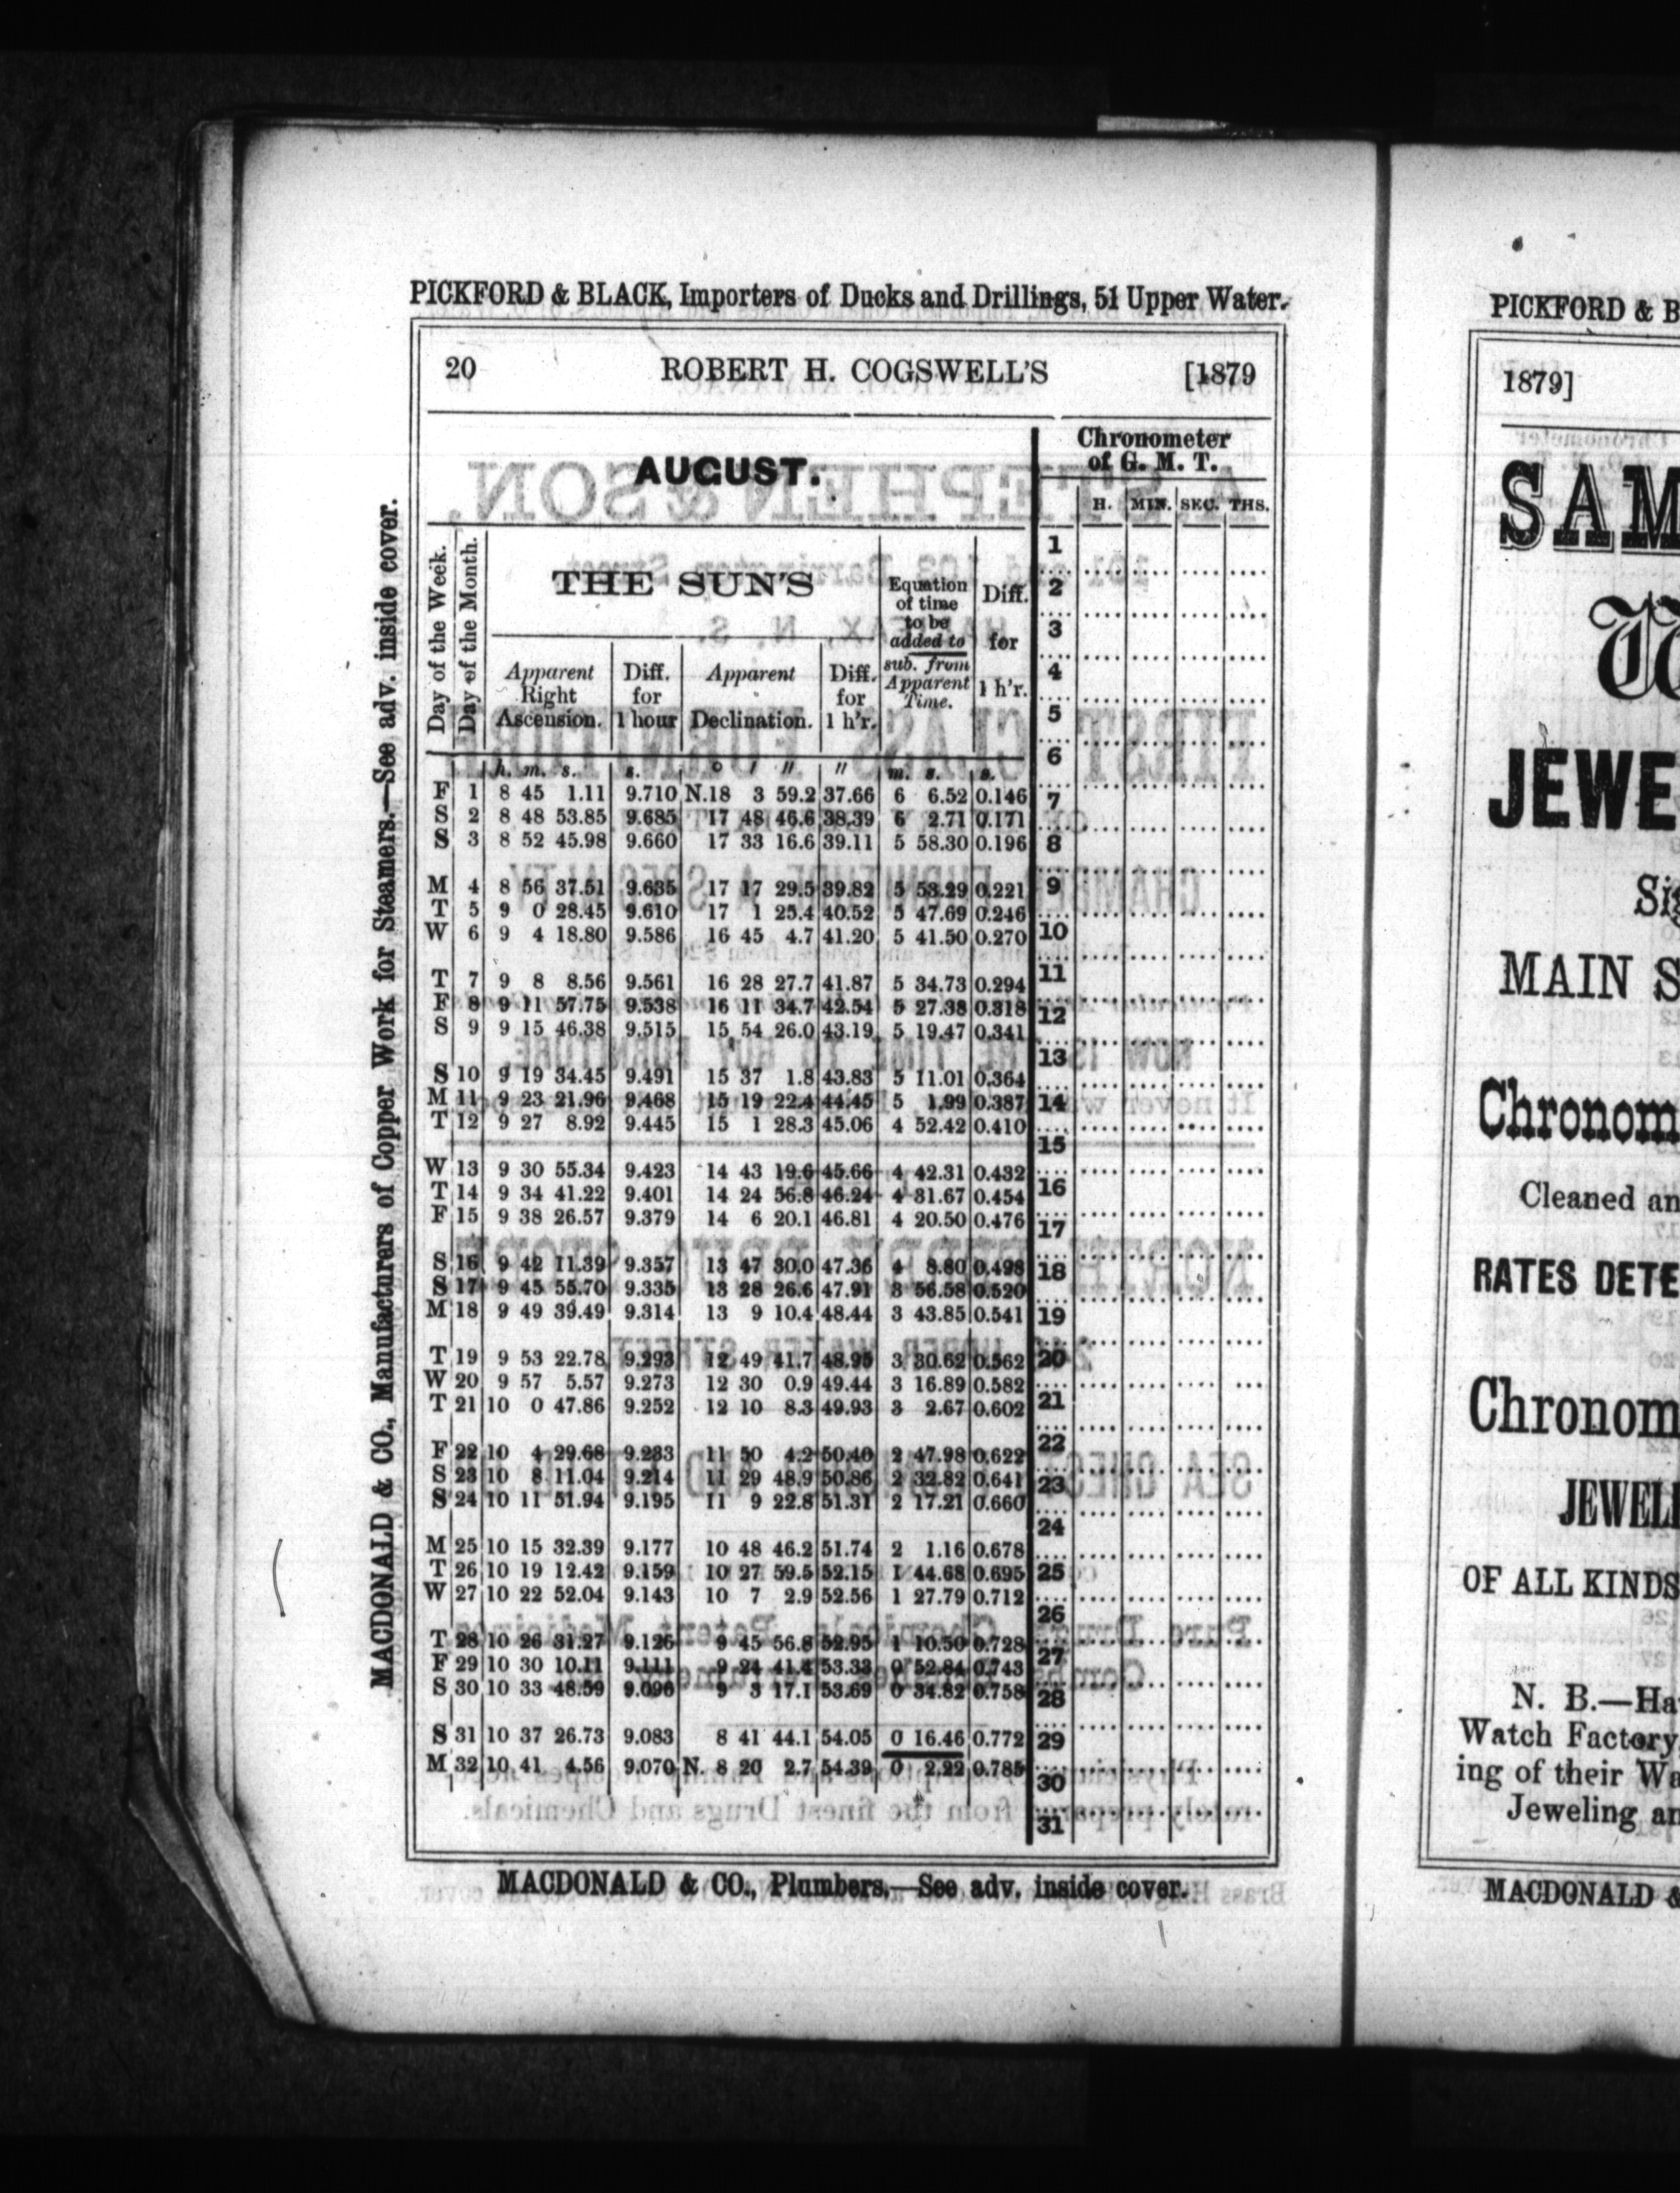 PICKFORD & BLACK, Importers of Ducks and Drillings, 51 Upper Water.
20 ROBERT H. COGSWELL'S [1879
AUGUST.
Chronometer
of G. M. T.
H. MIN. SEC. THS.
Day of the Week.
Day of the Month.
THE SUN'S
Equation
of time
to be
added to
sub. from
Apparent
Time.
Diff.
for
1 h'r.
Apparent
Right
Ascension.
Diff.
for
1 hour
Apparent
Declination.
Diff.
for
1 h'r.
h. m. s. s. ° ′ ″ ″ m. s. s.
F 1 8 45 1.11 9.710 N.18 3 59.2 37.66 6 6.52 0.146
S 2 8 48 53.85 9.685 17 48 46.6 38.39 6 2.71 0.171
S 3 8 52 45.98 9.660 17 33 16.6 39.11 5 58.30 0.196
M 4 8 56 37.51 9.635 17 17 29.5 39.82 5 53.29 0.221
T 5 9 0 28.45 9.610 17 1 25.4 40.52 5 47.69 0.246
W 6 9 4 18.80 9.586 16 45 4.7 41.20 5 41.50 0.270
T 7 9 8 8.56 9.561 16 28 27.7 41.87 5 34.73 0.294
F 8 9 11 57.75 9.538 16 11 34.7 42.54 5 27.38 0.318
S 9 9 15 46.38 9.515 15 54 26.0 43.19 5 19.47 0.341
S 10 9 19 34.45 9.491 15 37 1.8 43.83 5 11.01 0.364
M 11 9 23 21.96 9.468 15 19 22.4 44.45 5 1.99 0.387
T 12 9 27 8.92 9.445 15 1 28.3 45.06 4 52.42 0.410
W 13 9 30 55.34 9.423 14 43 19.6 45.66 4 42.31 0.432
T 14 9 34 41.22 9.401 14 24 56.8 46.24 4 31.67 0.454
F 15 9 38 26.57 9.379 14 6 20.1 46.81 4 20.50 0.476
S 16 9 42 11.39 9.357 13 47 30.0 47.36 4 8.80 0.498
S 17 9 45 55.70 9.335 13 28 26.6 47.91 3 56.58 0.520
M 18 9 49 39.49 9.314 13 9 10.4 48.44 3 43.85 0.541
T 19 9 53 22.78 9.293 12 49 41.7 48.95 3 30.62 0.562
W 20 9 57 5.57 9.273 12 30 0.9 49.44 3 16.89 0.582
T 21 10 0 47.86 9.252 12 10 8.3 49.93 3 2.67 0.602
F 22 10 4 29.68 9.233 11 50 4.2 50.40 2 47.98 0.622
S 23 10 8 11.04 9.214 11 29 48.9 50.86 2 32.82 0.641
S 24 10 11 51.94 9.195 11 9 22.8 51.31 2 17.21 0.660
M 25 10 15 32.39 9.177 10 48 46.2 51.74 2 1.16 0.678
T 26 10 19 12.42 9.159 10 27 59.5 52.15 1 44.68 0.695
W 27 10 22 52.04 9.143 10 7 2.9 52.56 1 27.79 0.712
T 28 10 26 31.27 9.126 9 45 56.8 52.95 1 10.50 0.728
F 29 10 30 10.11 9.111 9 24 41.4 53.33 0 52.84 0.743
S 30 10 33 48.59 9.096 9 3 17.1 53.69 0 34.82 0.758
S 31 10 37 26.73 9.083 8 41 44.1 54.05 0 16.46 0.772
M 32 10 41 4.56 9.070 N. 8 20 2.7 54.39 0 2.22 0.785
1
2
3
4
5
6
7
8
9
10
11
12
13
14
15
16
17
18
19
20
21
22
23
24
25
26
27
28
29
30
31
MACDONALD & CO., Plumbers,—See adv. inside cover.
MACDONALD & CO., Manufacturers of Copper Work for Steamers.—See adv. inside cover.
PICKFORD & B
1879]
SAM
JEWE
MAIN S
Chronom
Cleaned an
RATES DETE
Chronom
JEWEL
OF ALL KINDS
N. B.—Ha
Watch Factory
ing of their Wa
Jeweling an
MACDONALD &